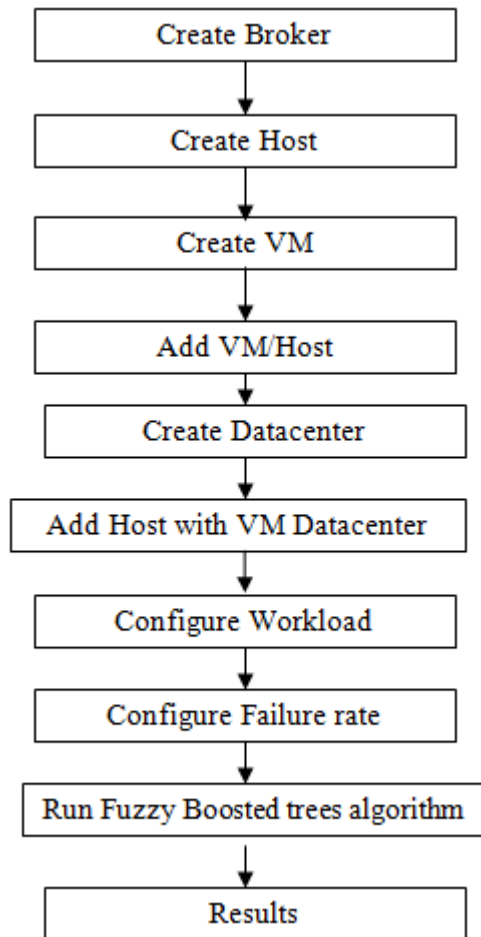 Create Broker
Create Host
Create VM
Add VM/Host
Create Datacenter
Add Host with VM Datacenter
Configure Workload
Configure Failure rate
Run Fuzzy Boosted trees algorithm
Results